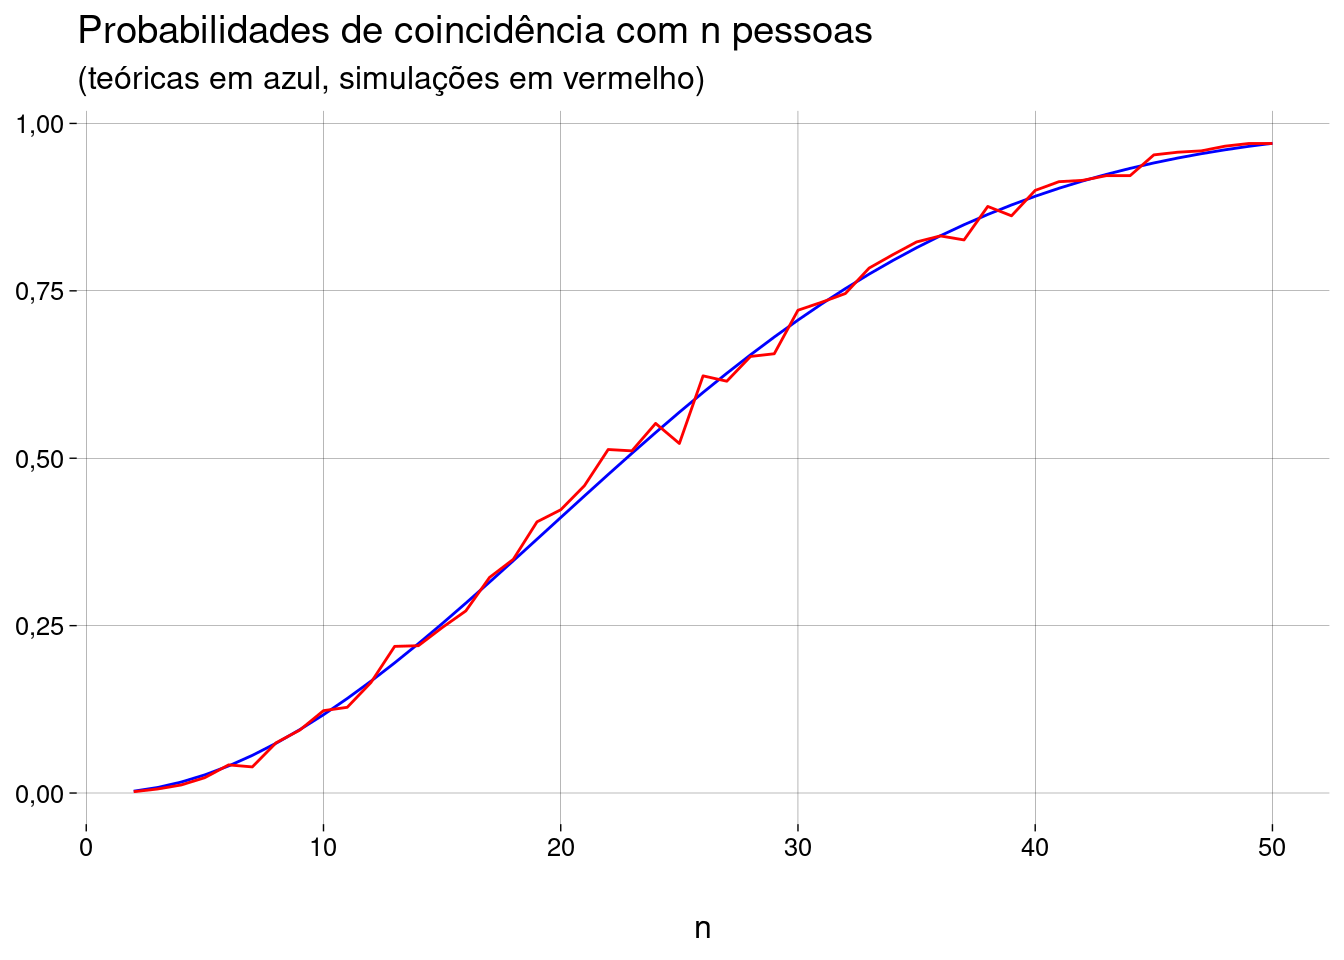 Probabilidades de coincidência com n pessoas
(teóricas em azul, simulações em vermelho)
1,00
0,75
0,50
0,25
0,00
0 10 20 30 40 50
n